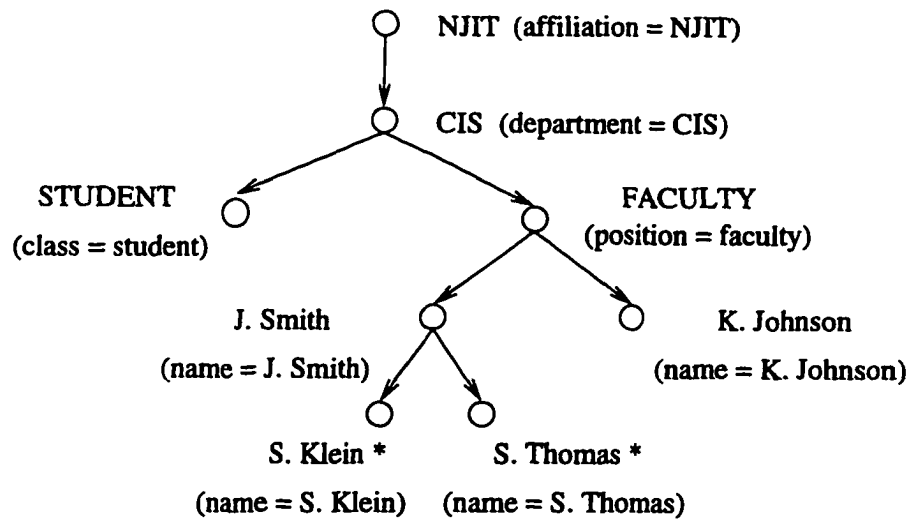 NJIT (affiliation = NJIT)
CIS (department = CIS)
STUDENT
(class = student)
FACULTY
(position = faculty)
J. Smith
(name = J. Smith)
K. Johnson
(name = K. Johnson)
S. Klein *
(name = S. Klein)
S. Thomas *
(name = S. Thomas)